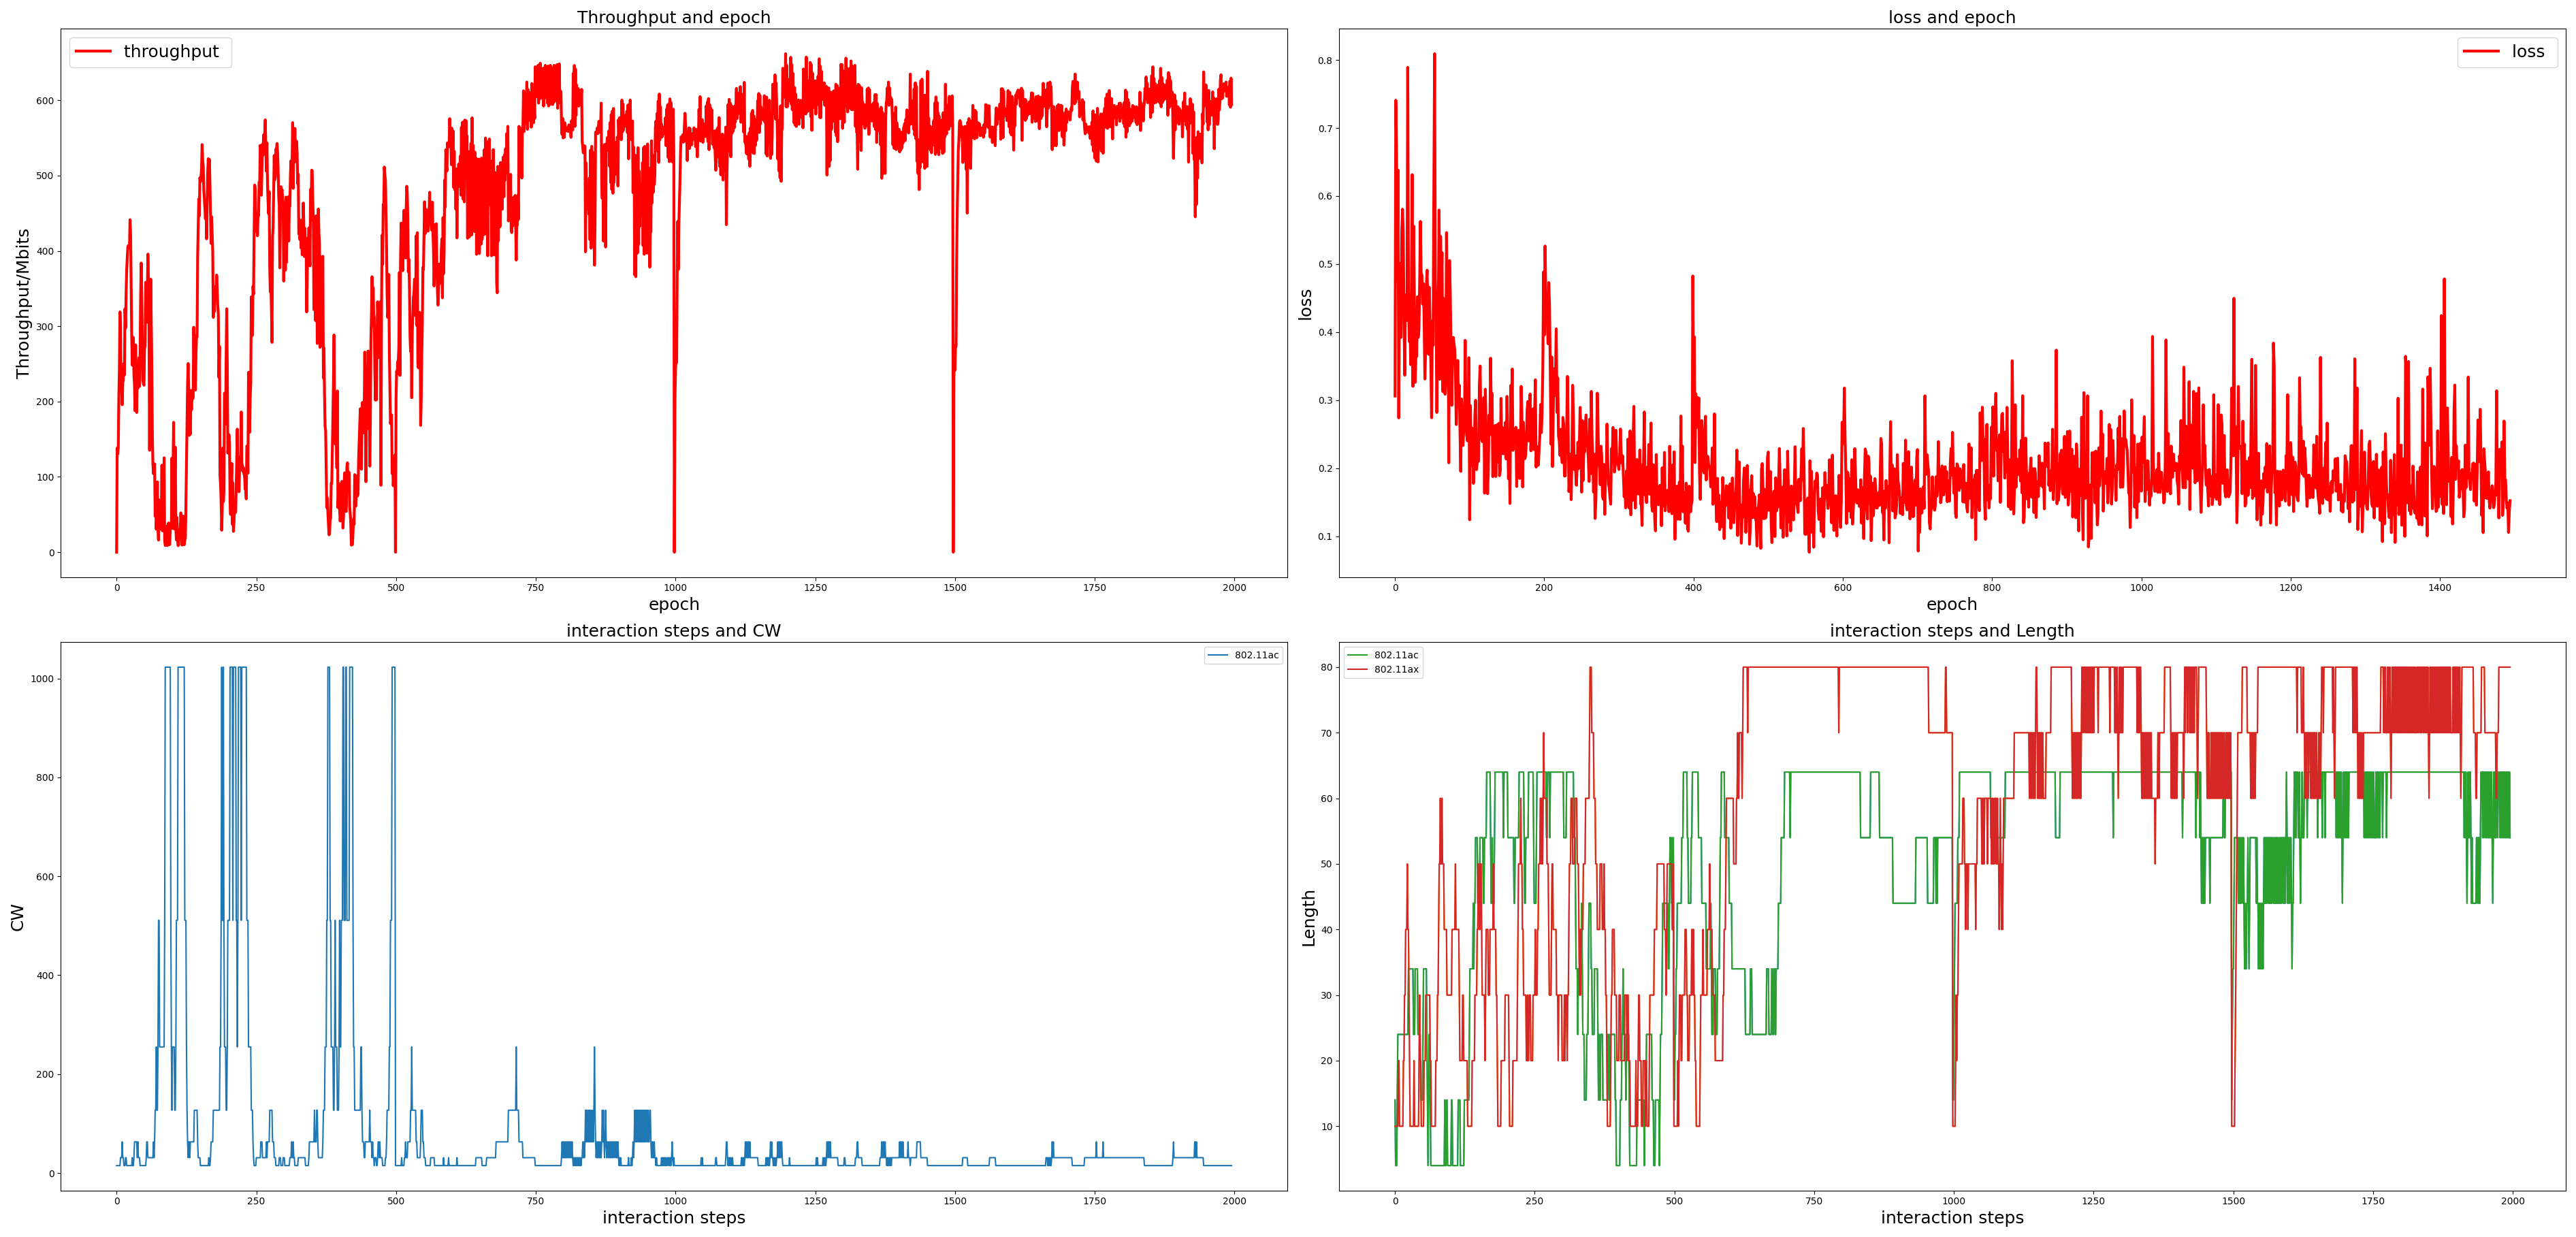 Throughput and epoch
throughput
Throughput/Mbits
600
500
400
300
200
100
0
0 250 500 750 1000 1250 1500 1750 2000
epoch
loss and epoch
loss
loss
0.8
0.7
0.6
0.5
0.4
0.3
0.2
0.1
0 200 400 600 800 1000 1200 1400
epoch
interaction steps and CW
802.11ac
CW
1000
800
600
400
200
0
0 250 500 750 1000 1250 1500 1750 2000
interaction steps
interaction steps and Length
802.11ac
802.11ax
Length
80
70
60
50
40
30
20
10
0 250 500 750 1000 1250 1500 1750 2000
interaction steps